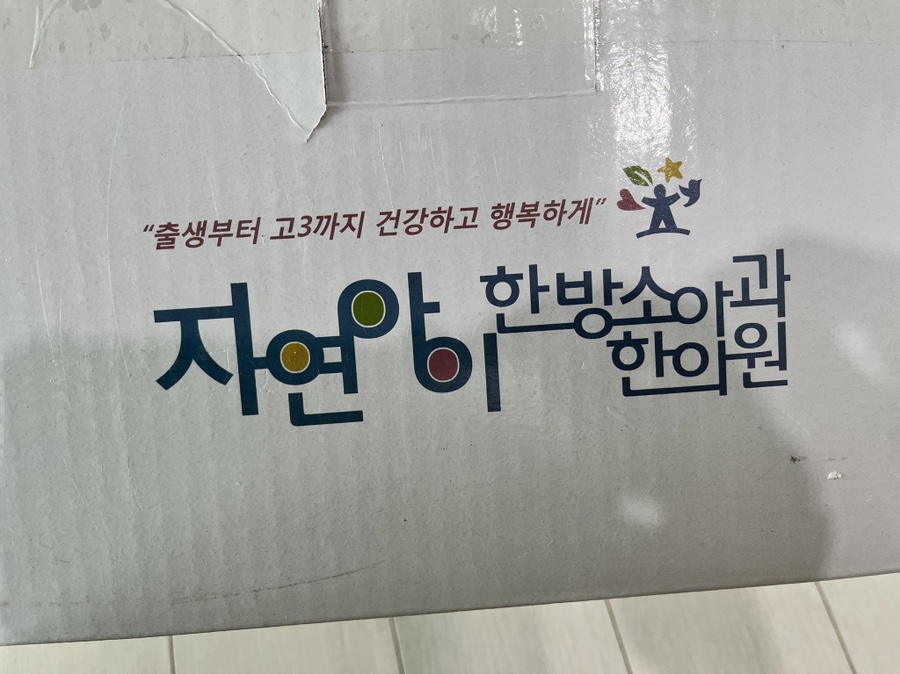 “출생부터 고3까지 건강하고 행복하게”
자연아이 한방소아과
한의원